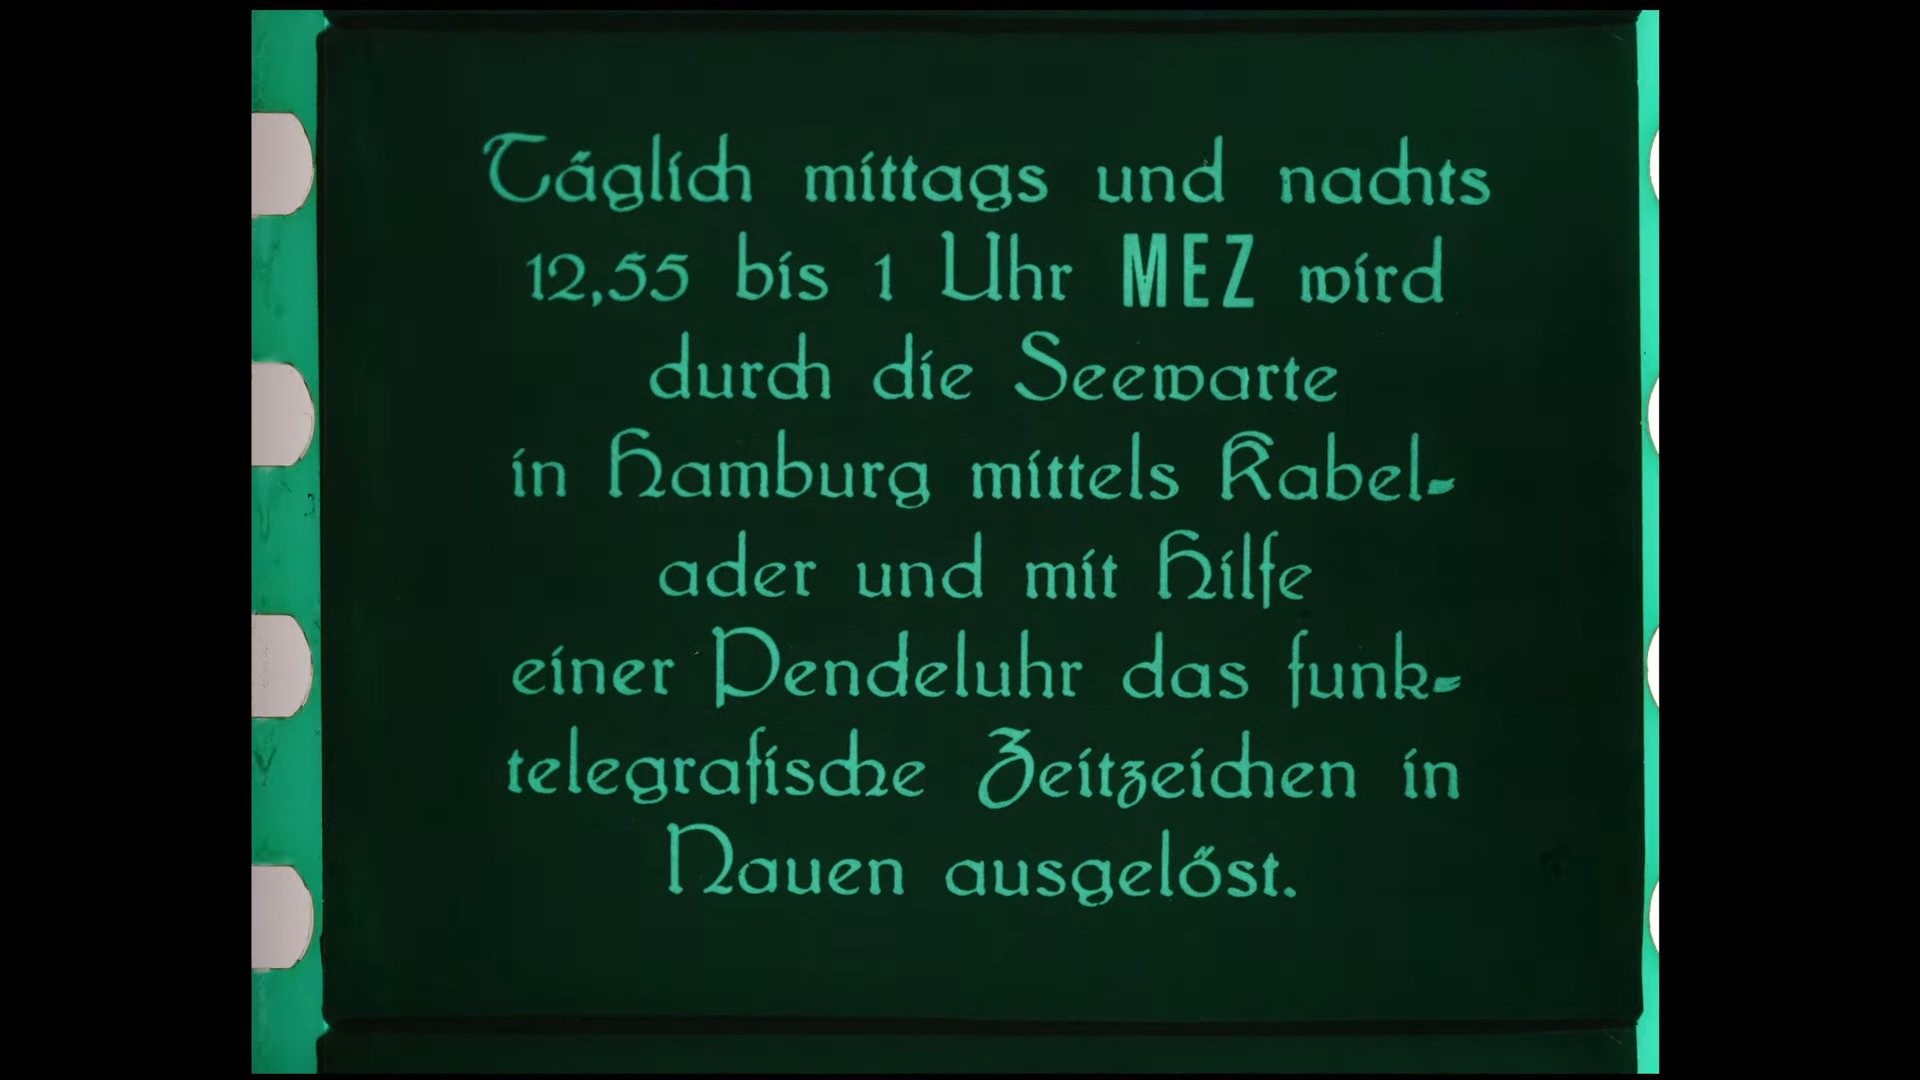 Täglich mittags und nachts
12,55 bis 1 Uhr MEZ wird
durch die Seewarte
in Hamburg mittels Kabel-
ader und mit Hilfe
einer Pendeluhr das funk-
telegrafische Zeitzeichen in
Nauen ausgelöst.